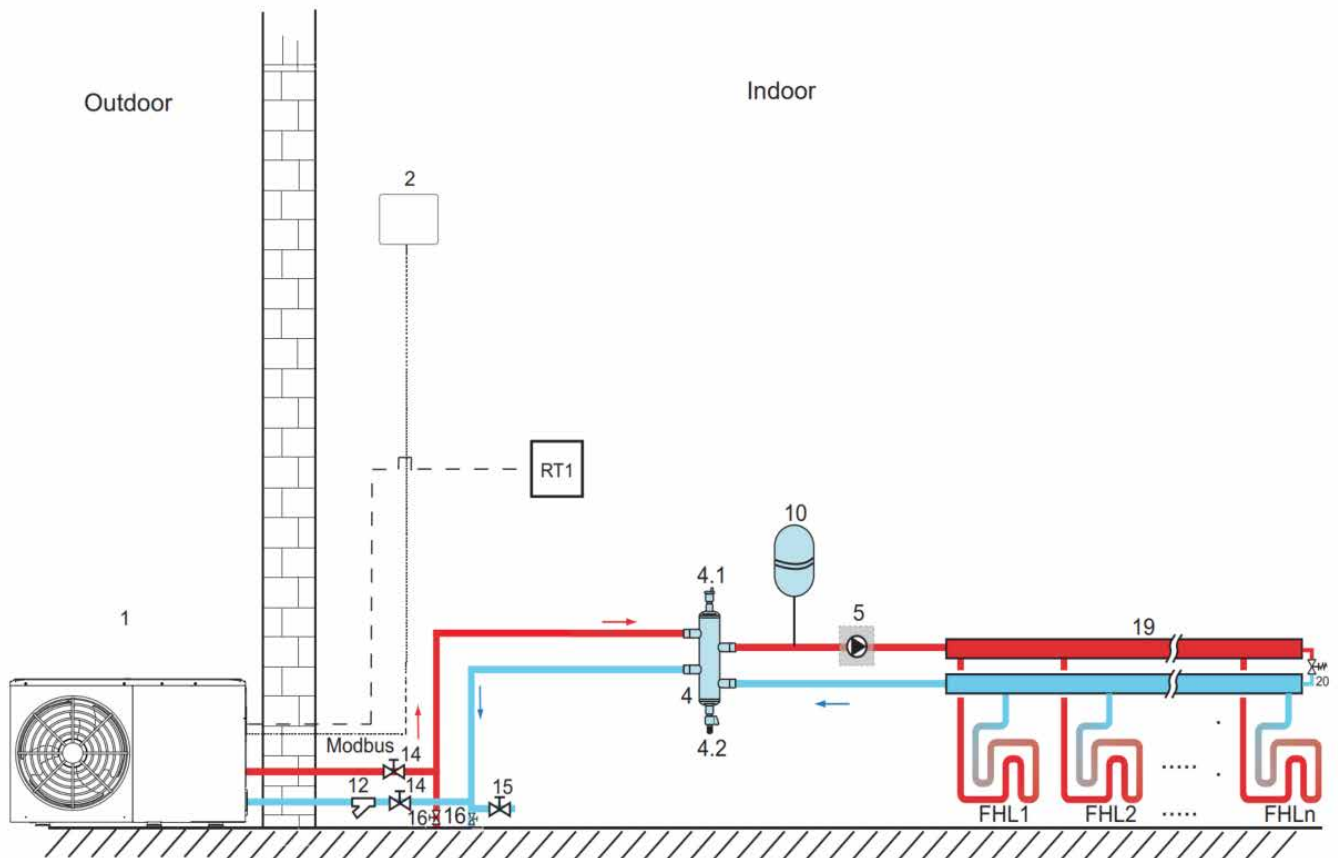 Outdoor
Indoor
2
RT1
10
4.1
5
19
1
20
4
4.2
Modbus
14
12
14
15
16
16
FHL1
FHL2
.....
FHLn
.....